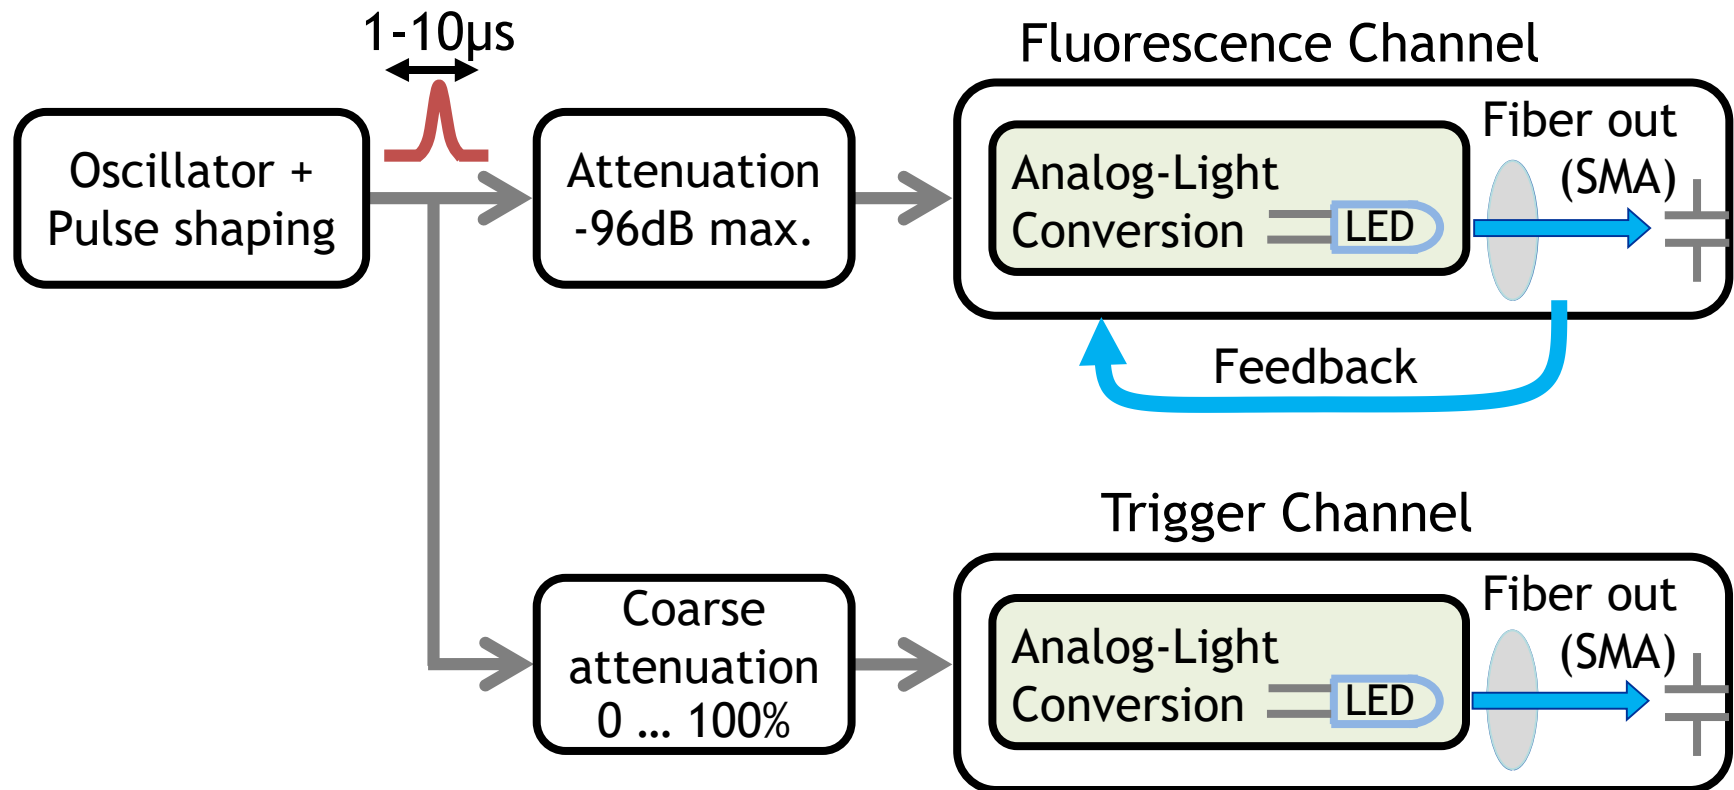 1-10µs
Oscillator +
Pulse shaping
Attenuation
-96dB max.
Fluorescence Channel
Analog-Light
Conversion
LED
Fiber out
(SMA)
Feedback
Coarse
attenuation
0 ... 100%
Trigger Channel
Analog-Light
Conversion
LED
Fiber out
(SMA)